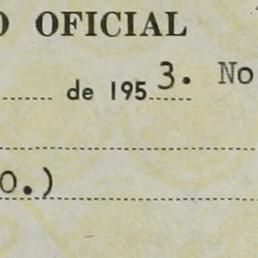 O OFICIAL
de 1953. No
o.)